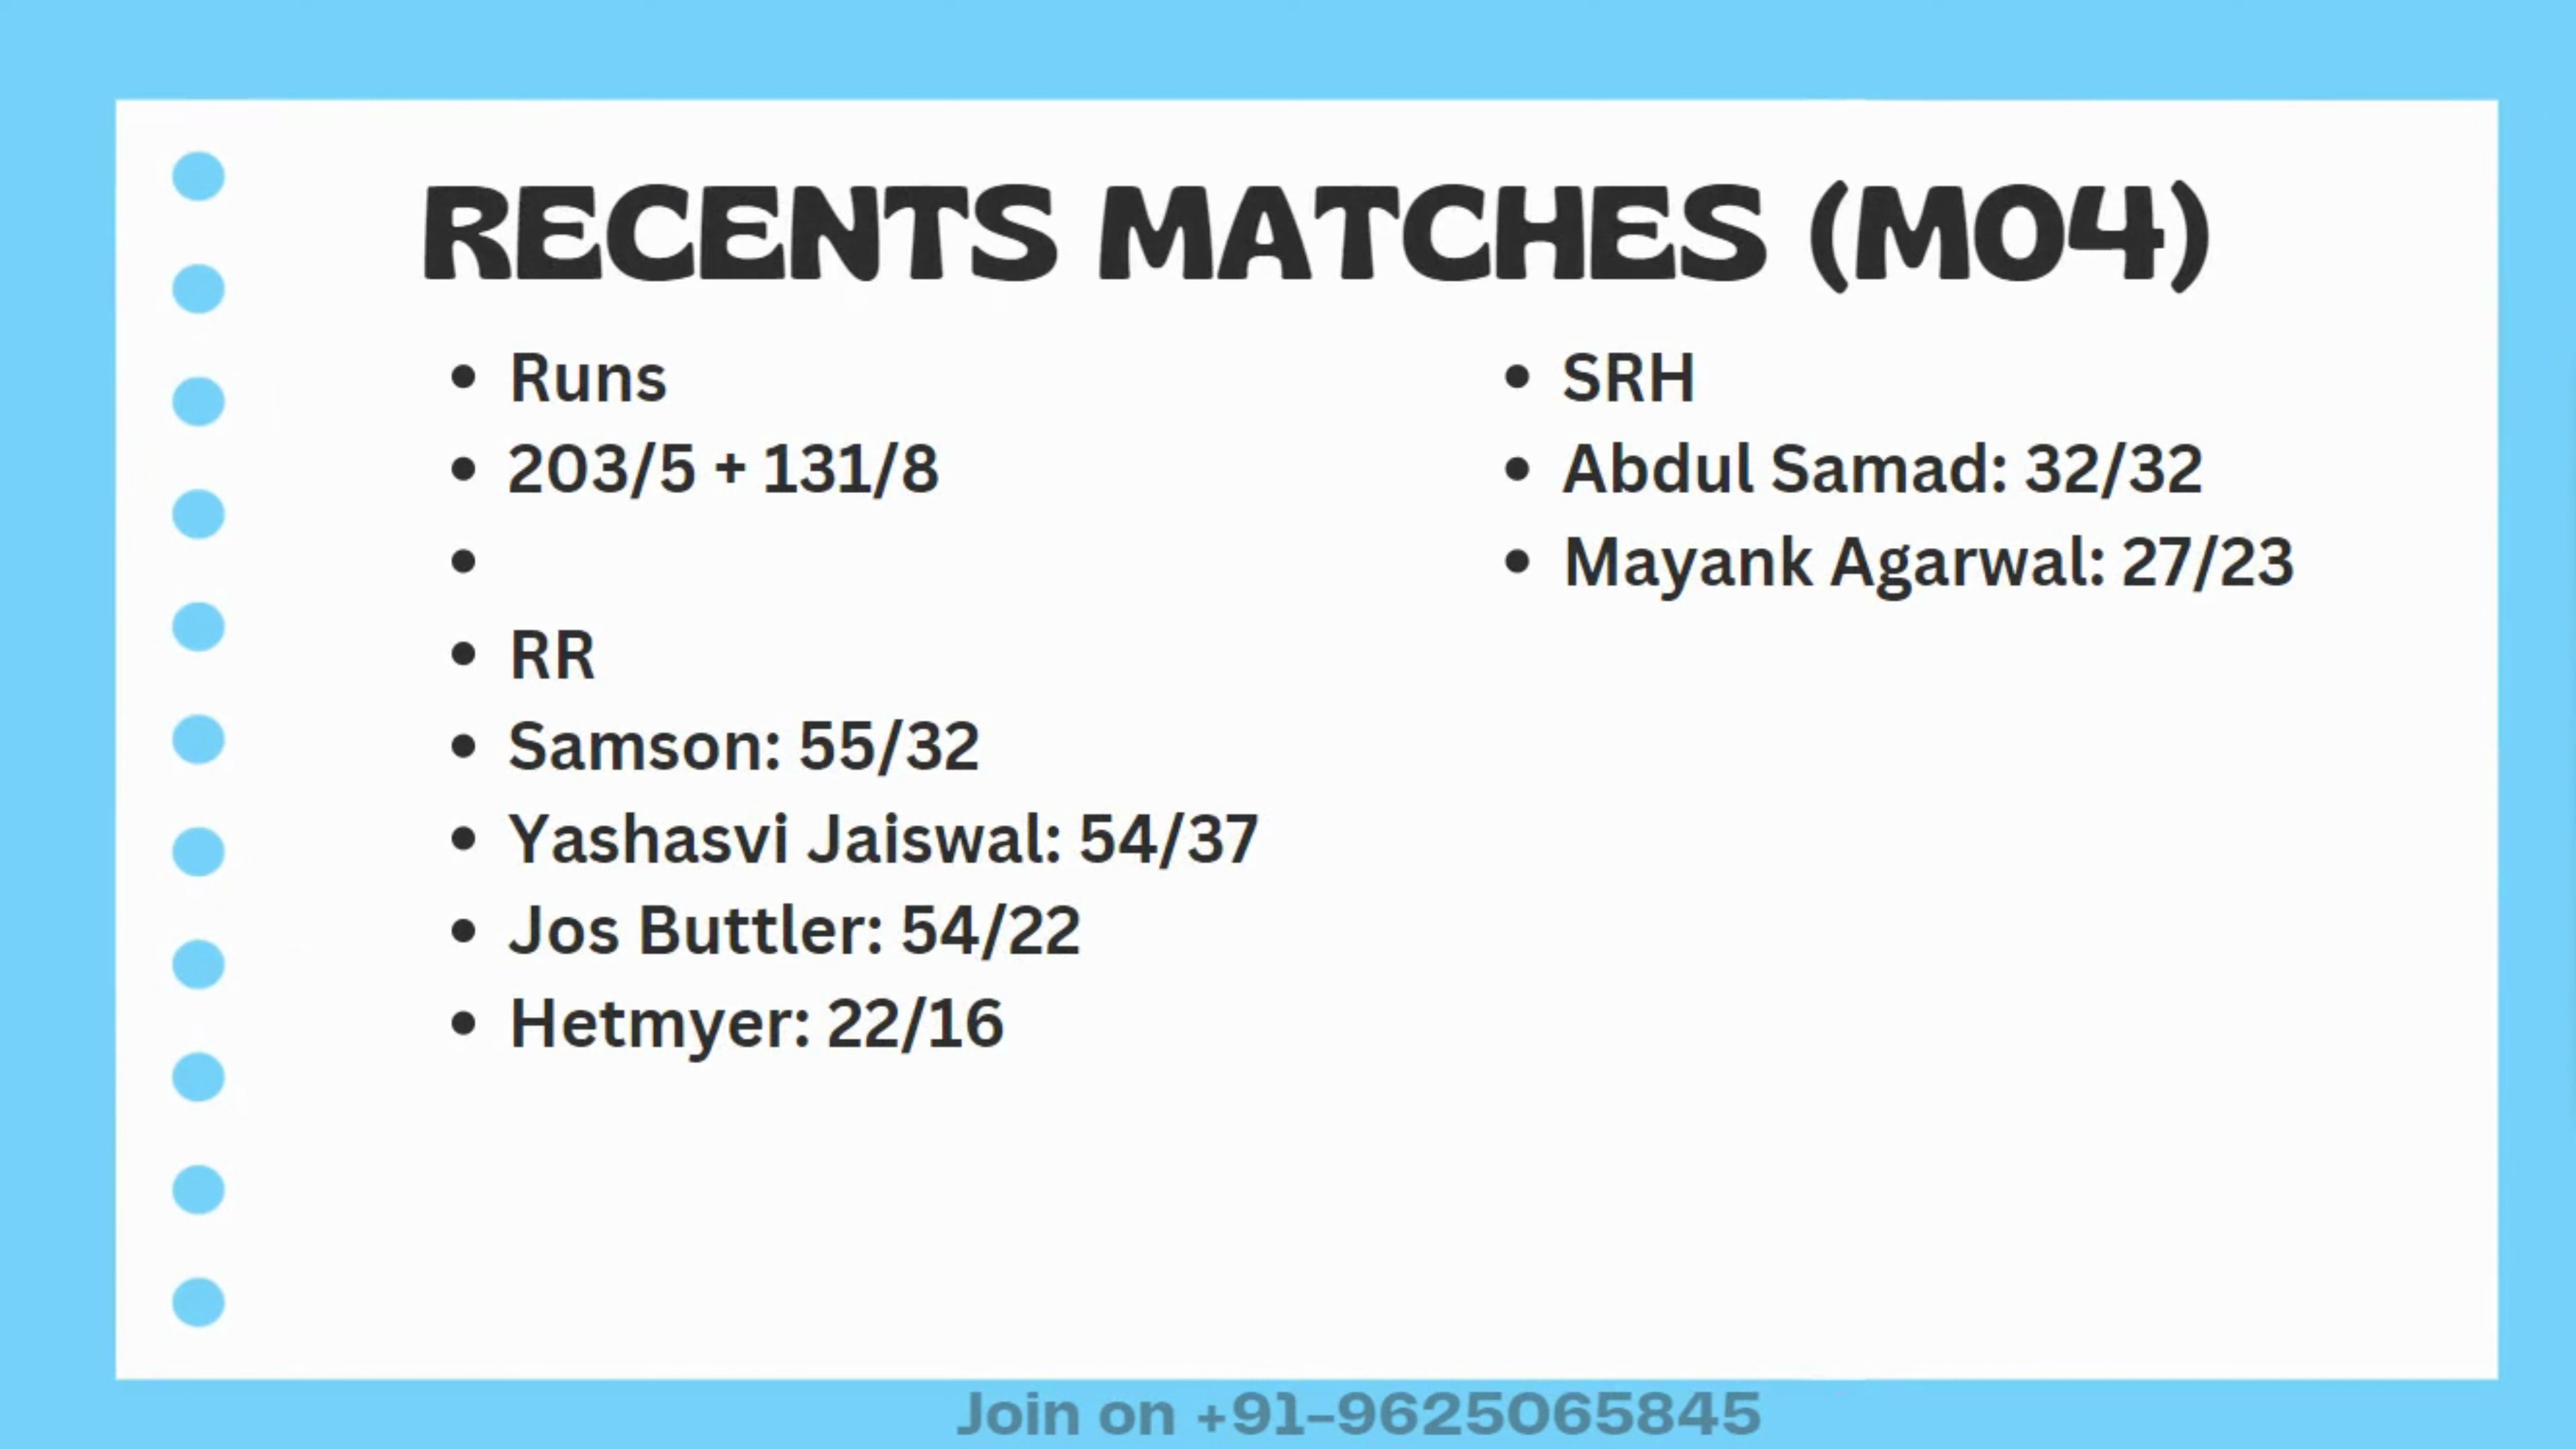 RECENTS MATCHES (M04)
• Runs
• 203/5 + 131/8
•
• RR
• Samson: 55/32
• Yashasvi Jaiswal: 54/37
• Jos Buttler: 54/22
• Hetmyer: 22/16
• SRH
• Abdul Samad: 32/32
• Mayank Agarwal: 27/23
Join on +91-9625065845